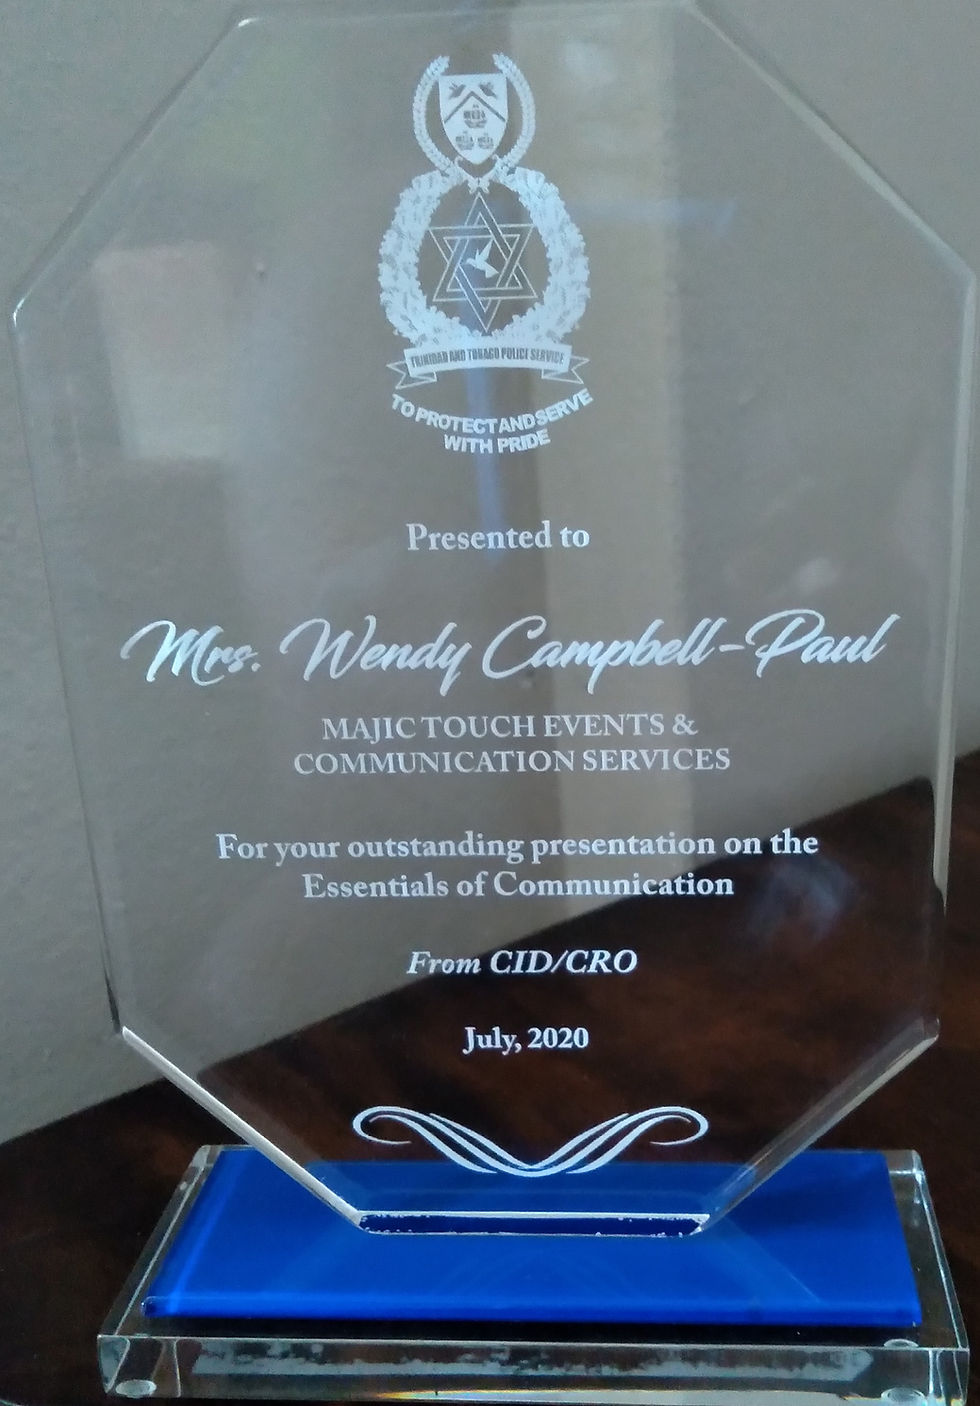 TRINIDAD AND TOBAGO POLICE SERVICE
TO PROTECT AND SERVE
WITH PRIDE
Presented to
Mrs. Wendy Campbell-Paul
MAJIC TOUCH EVENTS &
COMMUNICATION SERVICES
For your outstanding presentation on the
Essentials of Communication
From CID/CRO
July, 2020